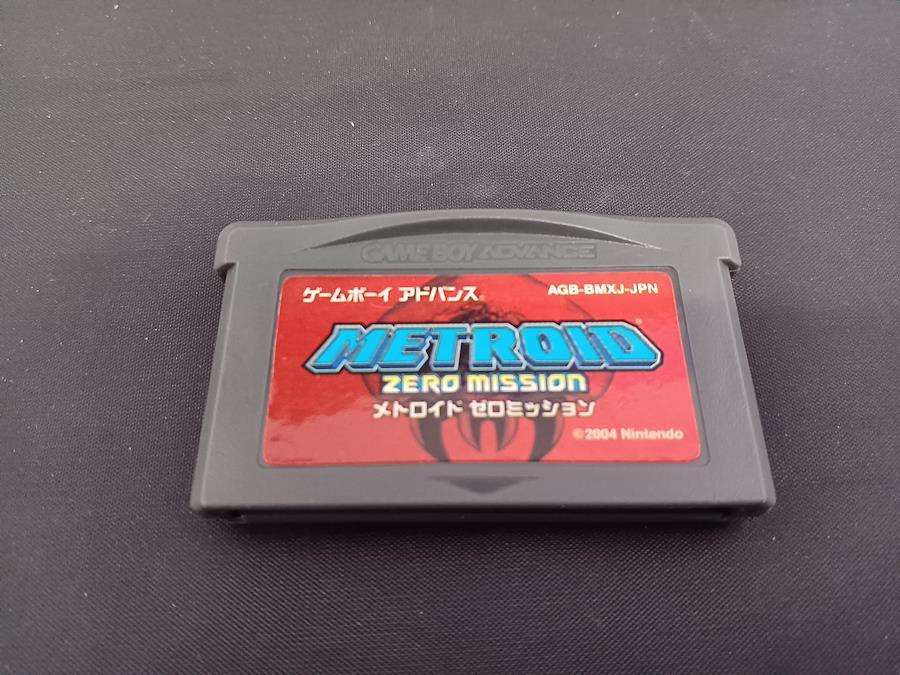 GAME BOY ADVANCE
ゲームボーイ アドバンス
AGB-BMXJ-JPN
METROID
ZERO MISSION
メトロイド ゼロミッション
©2004 Nintendo